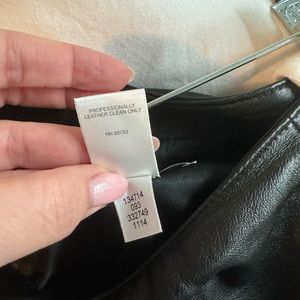 PROFESSIONALLY
LEATHER CLEAN ONLY
RN 00793
134714
093
332749
1114